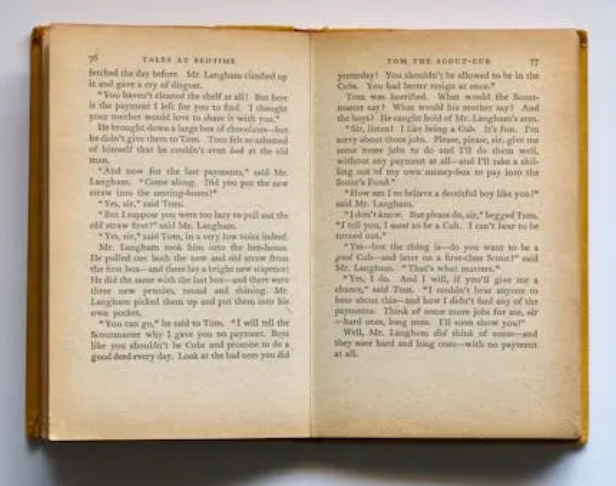 76
TALES AT BEDTIME
fetched the day before. Mr. Langham climbed up
it and gave a cry of disgust.
"You haven't cleaned the shelf at all! But here
is the payment I left for you to find. I thought
your mother would love to share it with you."
He brought down a large box of chocolates—but
he didn't give them to Tom. Tom felt so ashamed
of himself that he couldn't even look at the old
man.
"And now for the last payments," said Mr.
Langham. "Come along. Did you put the new
straw into the nesting-boxes?"
"Yes, sir," said Tom.
"But I suppose you were too lazy to pull out the
old straw first?" said Mr. Langham.
"Yes, sir," said Tom, in a very low voice indeed.
Mr. Langham took him into the hen-house.
He pulled out both the new and old straw from
the first box—and there lay a bright new sixpence!
He did the same with the last box—and there were
three new pennies, round and shining. Mr.
Langham picked them up and put them into his
own pocket.
"You can go," he said to Tom. "I will tell the
Scoutmaster why I gave you no payment. Boys
like you shouldn't be Cubs and promise to do a
good deed every day. Look at the bad ones you did
TOM THE SCOUT-CUB
77
yesterday! You shouldn't be allowed to be in the
Cubs. You had better resign at once."
Tom was horrified. What would the Scout-
master say? What would his mother say? And
the boys? He caught hold of Mr. Langham's arm.
"Sir, listen! I like being a Cub. It's fun. I'm
sorry about those jobs. Please, please, sir, give me
some more jobs to do and I'll do them well,
without any payment at all—and I'll take a shil-
ling out of my own money-box to pay into the
Scout's Fund."
"How am I to believe a deceitful boy like you?"
said Mr. Langham.
"I don't know. But please do, sir," begged Tom.
"I tell you, I want to be a Cub. I can't bear to be
turned out."
"Yes—but the thing is—do you want to be a
good Cub—and later on a first-class Scout?" said
Mr. Langham. "That's what matters."
"Yes, I do. And I will, if you'll give me a
chance," said Tom. "I couldn't bear anyone to
hear about this—and how I didn't find any of the
payments. Think of some more jobs for me, sir
—hard ones, long ones. I'll soon show you!"
Well, Mr. Langham did think of some—and
they were hard and long ones—with no payment
at all.